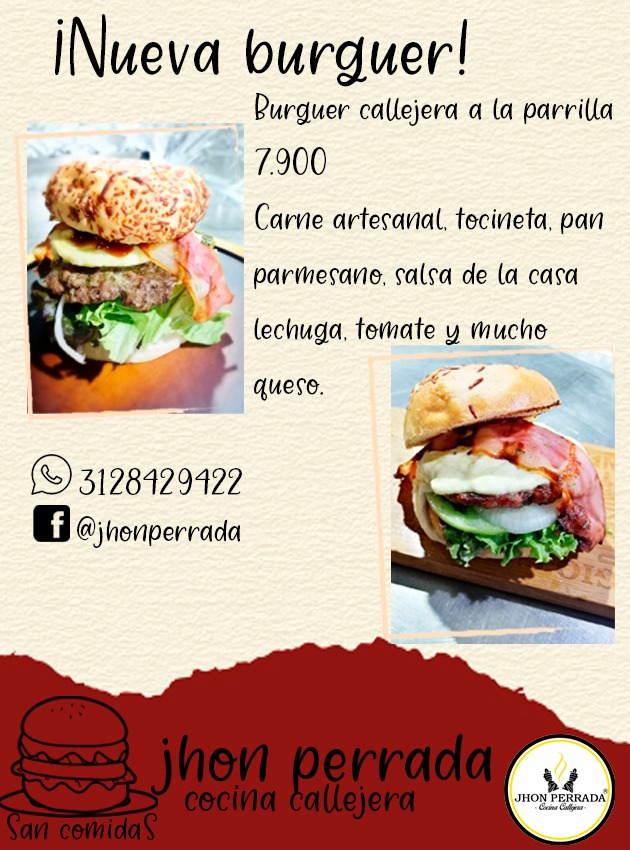 ¡Nueva burguer!
Burguer callejera a la parrilla
7.900
Carne artesanal, tocineta, pan
parmesano, salsa de la casa
lechuga, tomate y mucho
queso.
3128429422
f @jhonperrada
jhon perrada
cocina callejera
San comidaS
JHON PERRADA®
- Cocina Callejera -